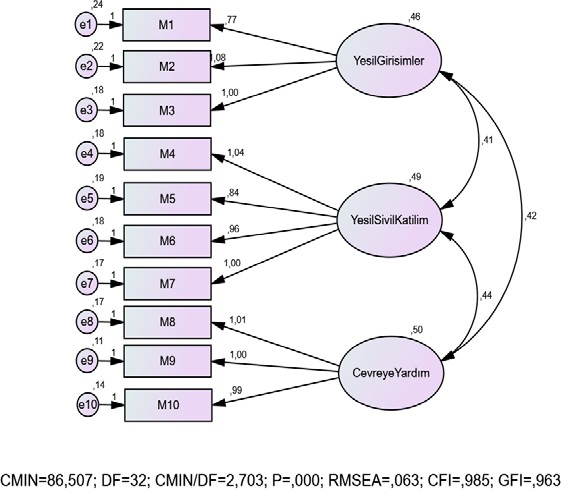 ,24
e1 1 M1 ,77
,46
,22
e2 1 M2 1,08 YesilGirisimler
,18
e3 1 M3 1,00
,18
e4 1 M4 1,04 ,41
,19 ,49
e5 1 M5 ,84
,42
,18 YesilSivilKatilim
e6 1 M6 ,96
,17
e7 1 M7 1,00
,44
,17
e8 1 M8 1,01
,50
,11
e9 1 M9 1,00 CevreyeYardım
,14
e10 1 M10 ,99
CMIN=86,507; DF=32; CMIN/DF=2,703; P=,000; RMSEA=,063; CFI=,985; GFI=,963